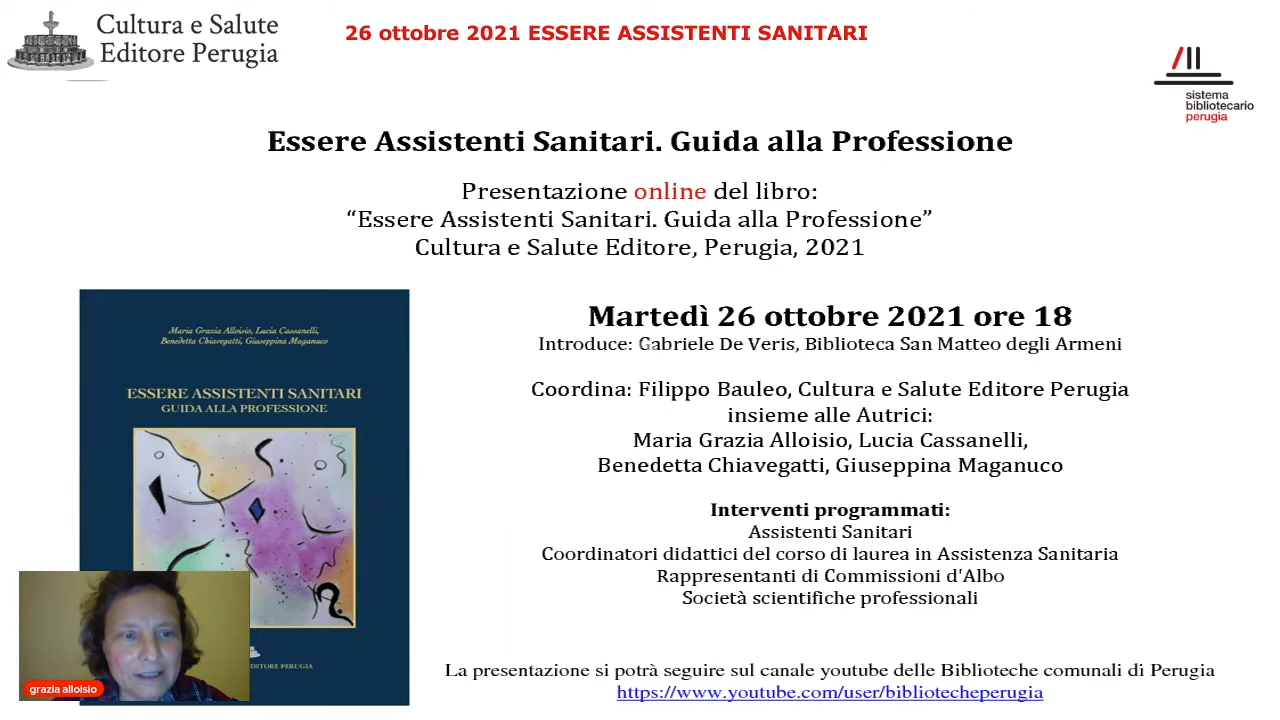 Cultura e Salute
Editore Perugia
26 ottobre 2021 ESSERE ASSISTENTI SANITARI
sistema
bibliotecario
perugia
Essere Assistenti Sanitari. Guida alla Professione
Presentazione online del libro:
“Essere Assistenti Sanitari. Guida alla Professione”
Cultura e Salute Editore, Perugia, 2021
Maria Grazia Alloisio, Lucia Cassanelli,
Benedetta Chiavegatti, Giuseppina Maganuco
ESSERE ASSISTENTI SANITARI
GUIDA ALLA PROFESSIONE
EDITORE PERUGIA
grazia alloisio
Martedì 26 ottobre 2021 ore 18
Introduce: Gabriele De Veris, Biblioteca San Matteo degli Armeni
Coordina: Filippo Bauleo, Cultura e Salute Editore Perugia
insieme alle Autrici:
Maria Grazia Alloisio, Lucia Cassanelli,
Benedetta Chiavegatti, Giuseppina Maganuco
Interventi programmati:
Assistenti Sanitari
Coordinatori didattici del corso di laurea in Assistenza Sanitaria
Rappresentanti di Commissioni d'Albo
Società scientifiche professionali
La presentazione si potrà seguire sul canale youtube delle Biblioteche comunali di Perugia
https://www.youtube.com/user/bibliotecheperugia